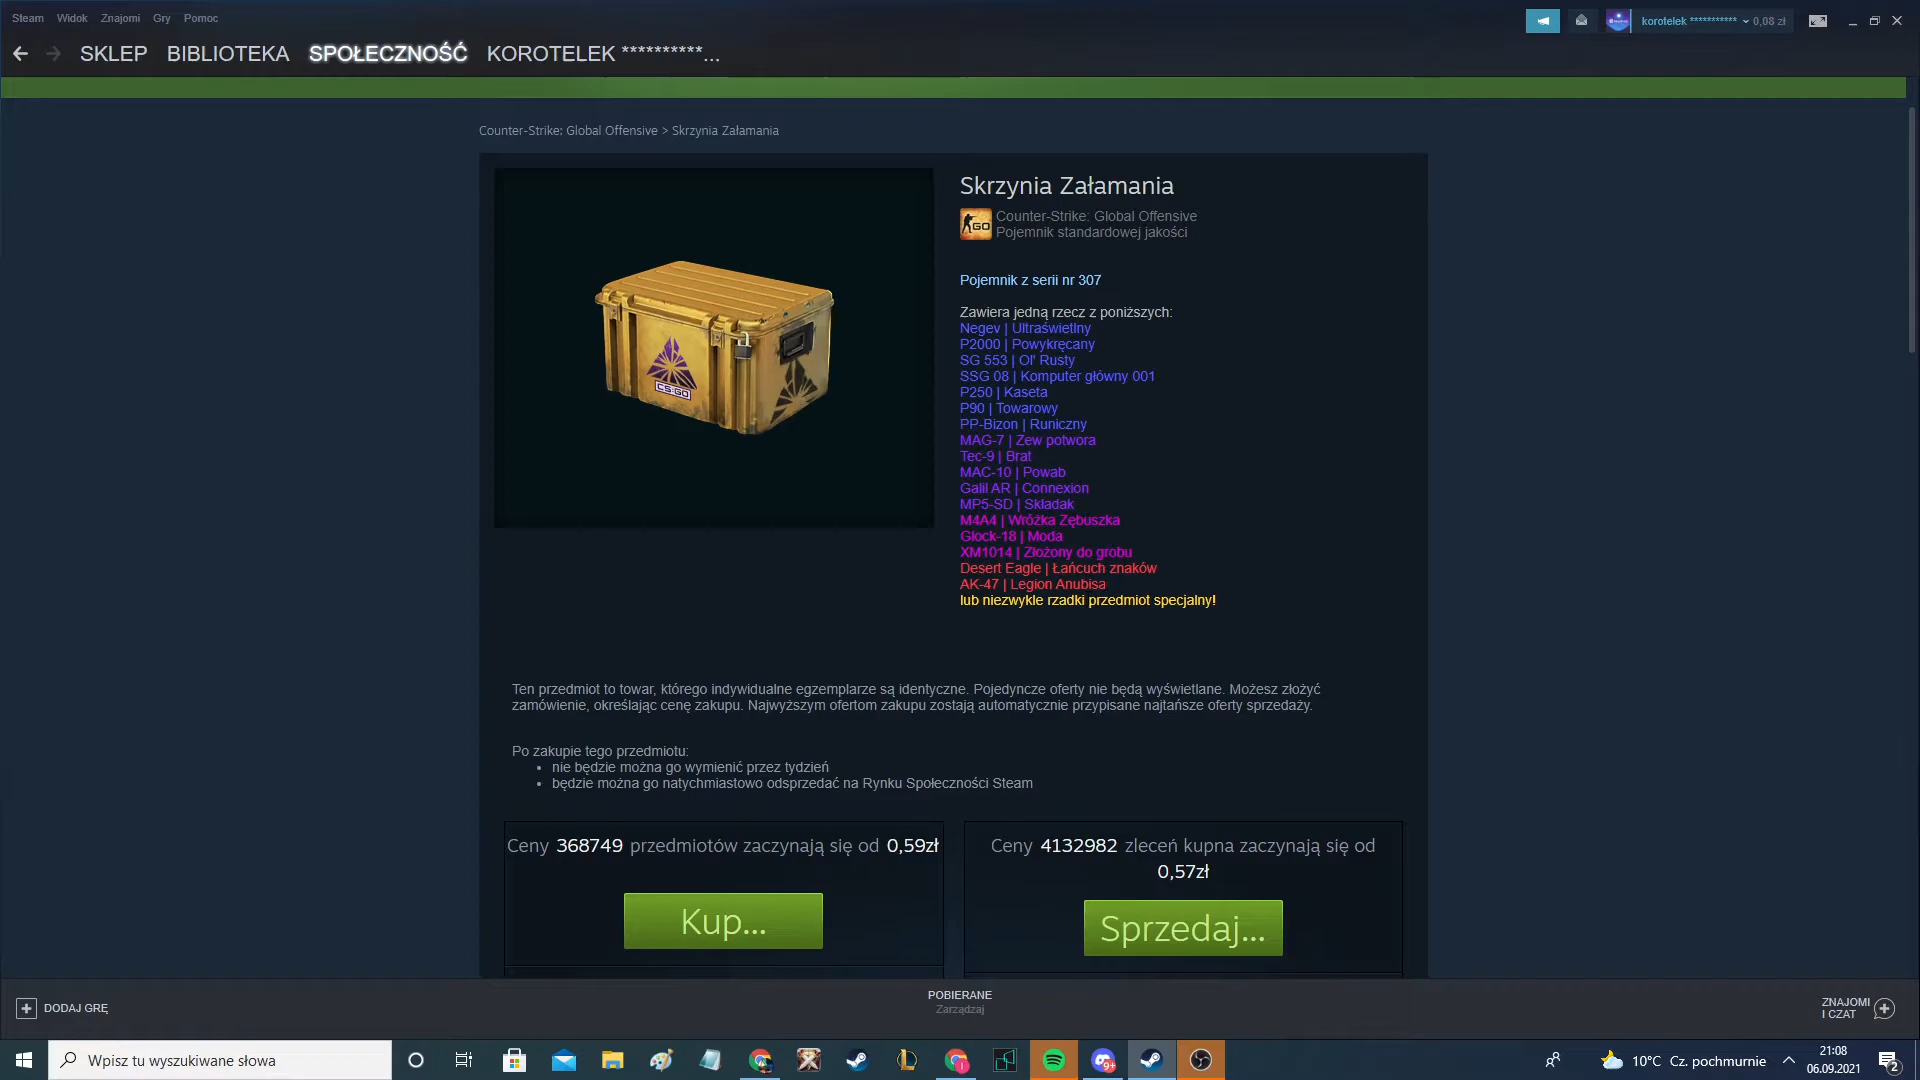 Steam Widok Znajomi Gry Pomoc
korotelek *********** 0,08 zł
SKLEP BIBLIOTEKA SPOŁECZNOŚĆ KOROTELEK **********...
Counter-Strike: Global Offensive > Skrzynia Załamania
Skrzynia Załamania
GO
Counter-Strike: Global Offensive
Pojemnik standardowej jakości
CS:GO
Pojemnik z serii nr 307
Zawiera jedną rzecz z poniższych:
Negev | Ultraświetlny
P2000 | Powykręcany
SG 553 | Ol' Rusty
SSG 08 | Komputer główny 001
P250 | Kaseta
P90 | Towarowy
PP-Bizon | Runiczny
MAG-7 | Zew potwora
Tec-9 | Brat
MAC-10 | Powab
Galil AR | Connexion
MP5-SD | Składak
M4A4 | Wróżka Zębuszka
Glock-18 | Moda
XM1014 | Złożony do grobu
Desert Eagle | Łańcuch znaków
AK-47 | Legion Anubisa
lub niezwykle rzadki przedmiot specjalny!
Ten przedmiot to towar, którego indywidualne egzemplarze są identyczne. Pojedyncze oferty nie będą wyświetlane. Możesz złożyć
zamówienie, określając cenę zakupu. Najwyższym ofertom zakupu zostają automatycznie przypisane najtańsze oferty sprzedaży.
Po zakupie tego przedmiotu:
• nie będzie można go wymienić przez tydzień
• będzie można go natychmiastowo odsprzedać na Rynku Społeczności Steam
Ceny 368749 przedmiotów zaczynają się od 0,59zł
Kup...
Ceny 4132982 zleceń kupna zaczynają się od
0,57zł
Sprzedaj...
DODAJ GRĘ
POBIERANE
Zarządzaj
ZNAJOMI
I CZAT
Wpisz tu wyszukiwane słowa
9+
10°C Cz. pochmurnie
21:08
06.09.2021
2